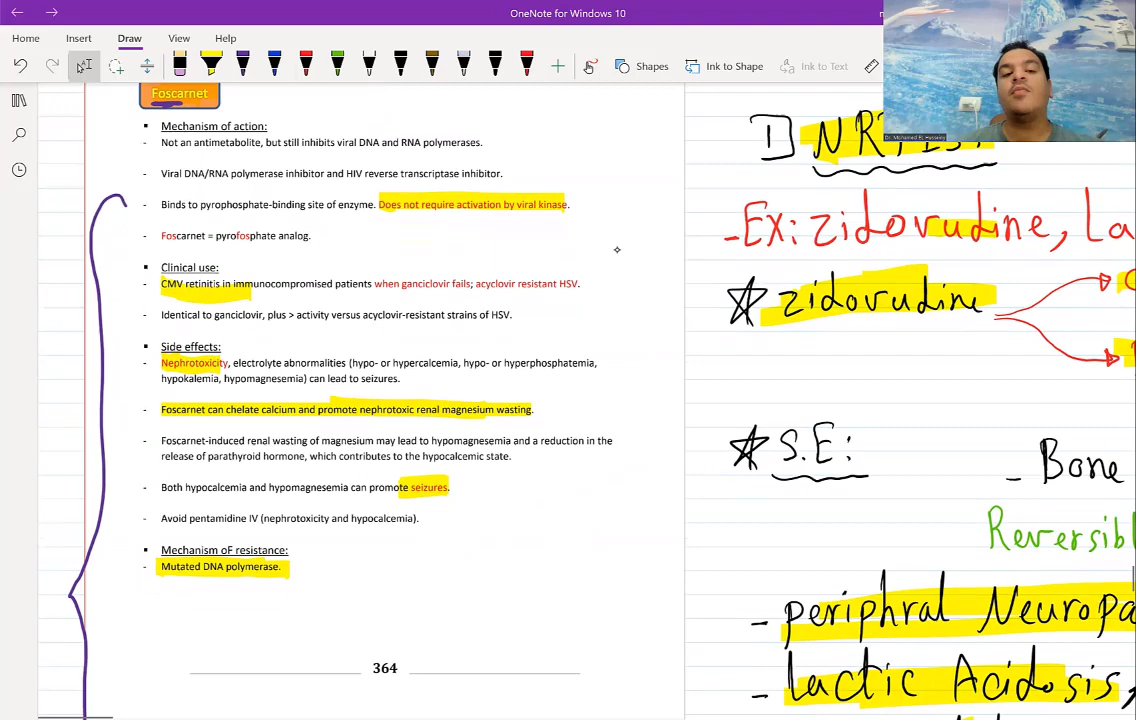 OneNote for Windows 10
Home Insert Draw View Help
Shapes Ink to Shape Ink to Text
Dr. Mohamed EL Husseiny
Foscarnet
▪ Mechanism of action:
- Not an antimetabolite, but still inhibits viral DNA and RNA polymerases.
- Viral DNA/RNA polymerase inhibitor and HIV reverse transcriptase inhibitor.
- Binds to pyrophosphate-binding site of enzyme. Does not require activation by viral kinase.
- Foscarnet = pyrofosphate analog.
▪ Clinical use:
- CMV retinitis in immunocompromised patients when ganciclovir fails; acyclovir resistant HSV.
- Identical to ganciclovir, plus > activity versus acyclovir-resistant strains of HSV.
▪ Side effects:
- Nephrotoxicity, electrolyte abnormalities (hypo- or hypercalcemia, hypo- or hyperphosphatemia,
hypokalemia, hypomagnesemia) can lead to seizures.
- Foscarnet can chelate calcium and promote nephrotoxic renal magnesium wasting.
- Foscarnet-induced renal wasting of magnesium may lead to hypomagnesemia and a reduction in the
release of parathyroid hormone, which contributes to the hypocalcemic state.
- Both hypocalcemia and hypomagnesemia can promote seizures.
- Avoid pentamidine IV (nephrotoxicity and hypocalcemia).
▪ Mechanism oF resistance:
- Mutated DNA polymerase.
364
-Ex: zidovudine, La
zidovudine
S.E:
- Bone
Reversibl
- periphral Neuropa
- lactic Acidosis,